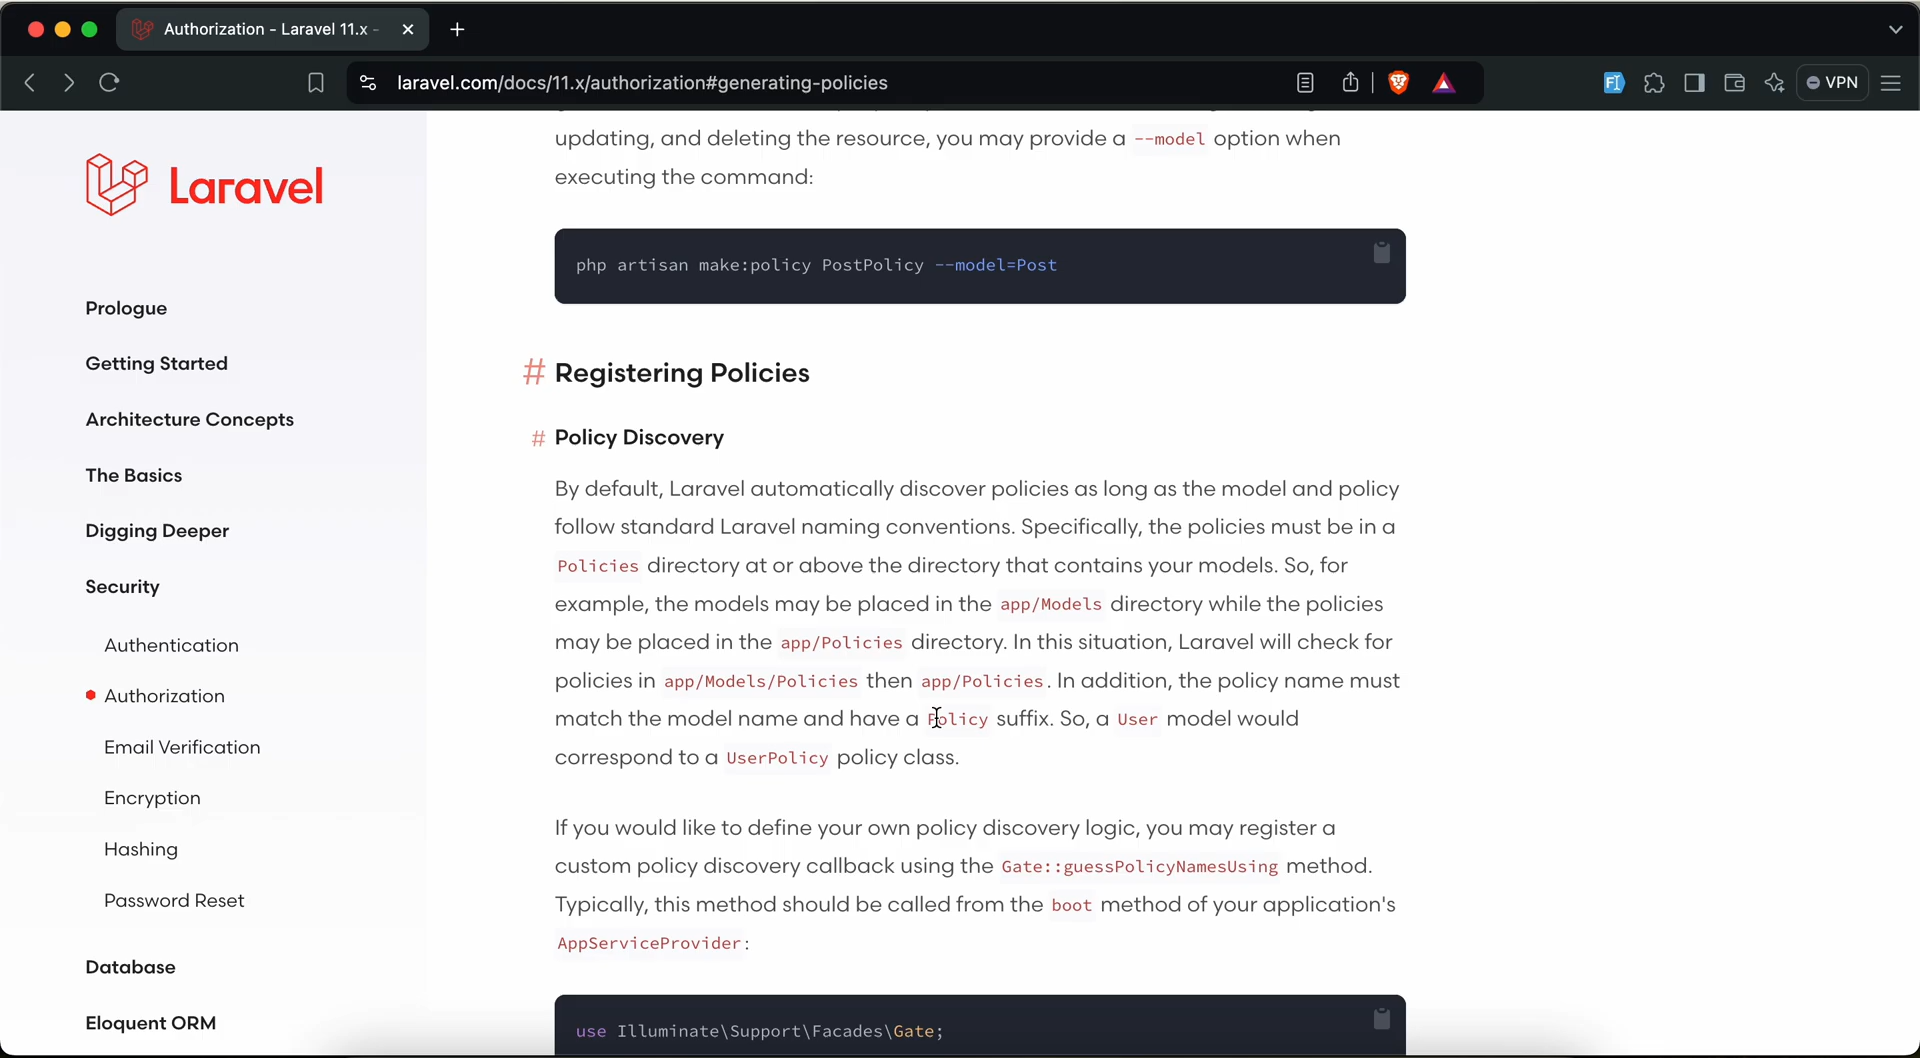 Authorization - Laravel 11.x -
laravel.com/docs/11.x/authorization#generating-policies
VPN
Laravel
Prologue
Getting Started
Architecture Concepts
The Basics
Digging Deeper
Security
Authentication
Authorization
Email Verification
Encryption
Hashing
Password Reset
Database
Eloquent ORM
updating, and deleting the resource, you may provide a --model option when
executing the command:
php artisan make:policy PostPolicy --model=Post
# Registering Policies
# Policy Discovery
By default, Laravel automatically discover policies as long as the model and policy
follow standard Laravel naming conventions. Specifically, the policies must be in a
Policies directory at or above the directory that contains your models. So, for
example, the models may be placed in the app/Models directory while the policies
may be placed in the app/Policies directory. In this situation, Laravel will check for
policies in app/Models/Policies then app/Policies. In addition, the policy name must
match the model name and have a Policy suffix. So, a User model would
correspond to a UserPolicy policy class.
If you would like to define your own policy discovery logic, you may register a
custom policy discovery callback using the Gate::guessPolicyNamesUsing method.
Typically, this method should be called from the boot method of your application's
AppServiceProvider:
use Illuminate\Support\Facades\Gate;